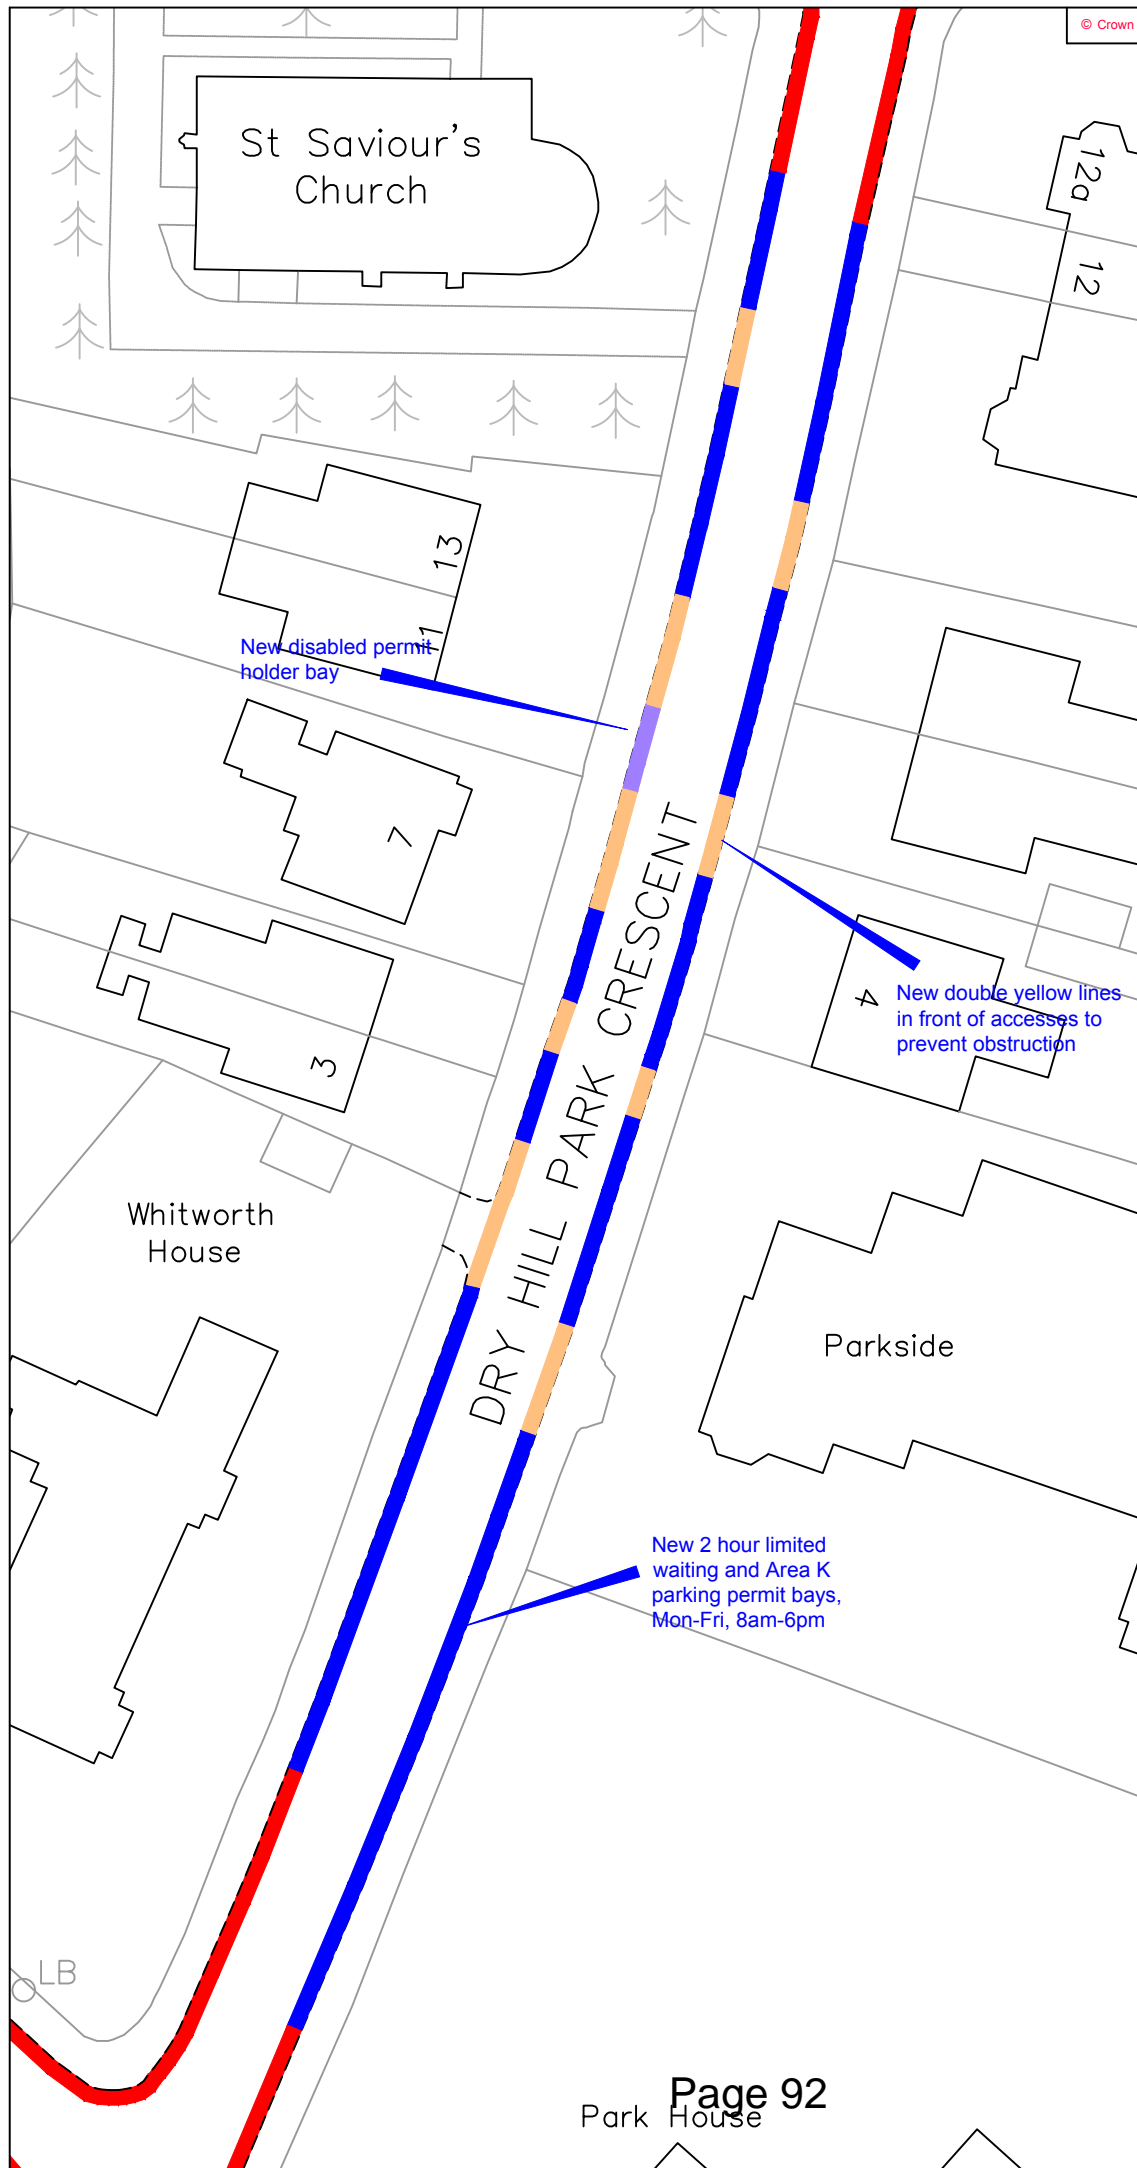 © Crown
St Saviour's
Church
12a
12
13
11
New disabled permit
holder bay
7
DRY HILL PARK CRESCENT
4
New double yellow lines
in front of accesses to
prevent obstruction
3
Whitworth
House
Parkside
New 2 hour limited
waiting and Area K
parking permit bays,
Mon-Fri, 8am-6pm
LB
Page 92
Park House